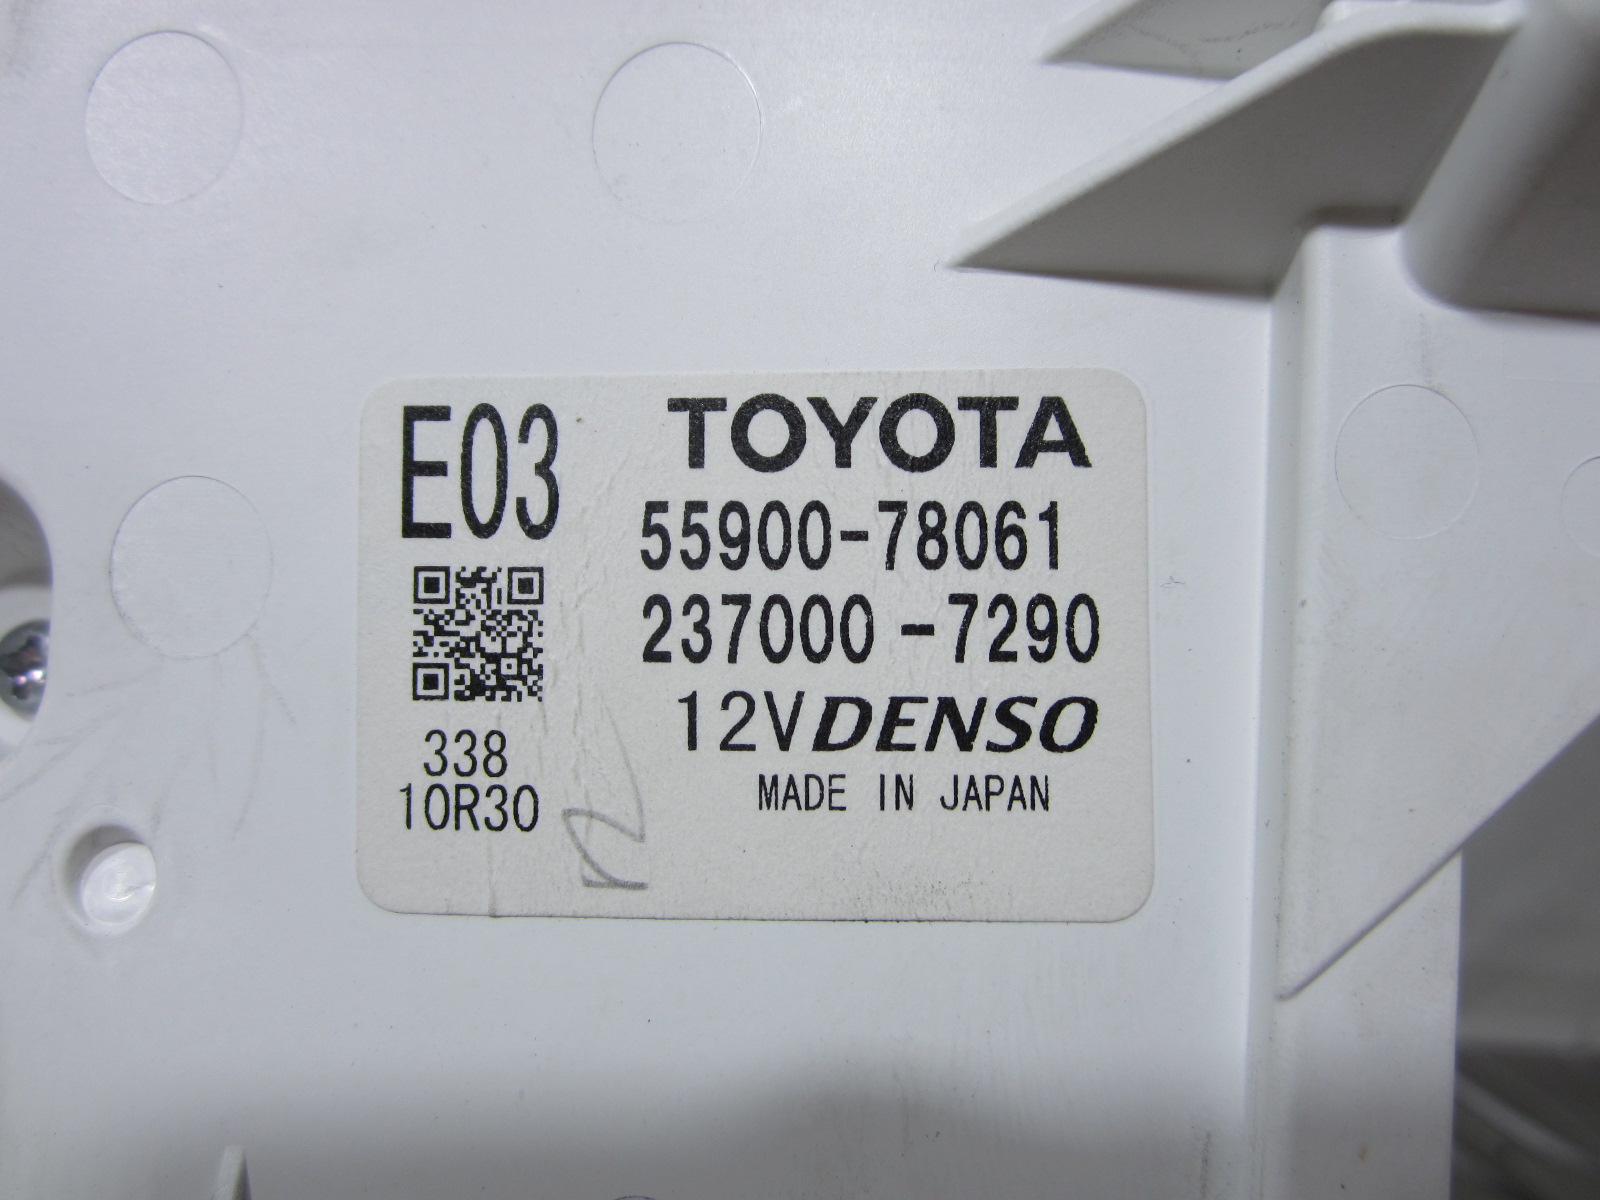 E03
TOYOTA
55900-78061
237000-7290
12V DENSO
MADE IN JAPAN
338
10R30